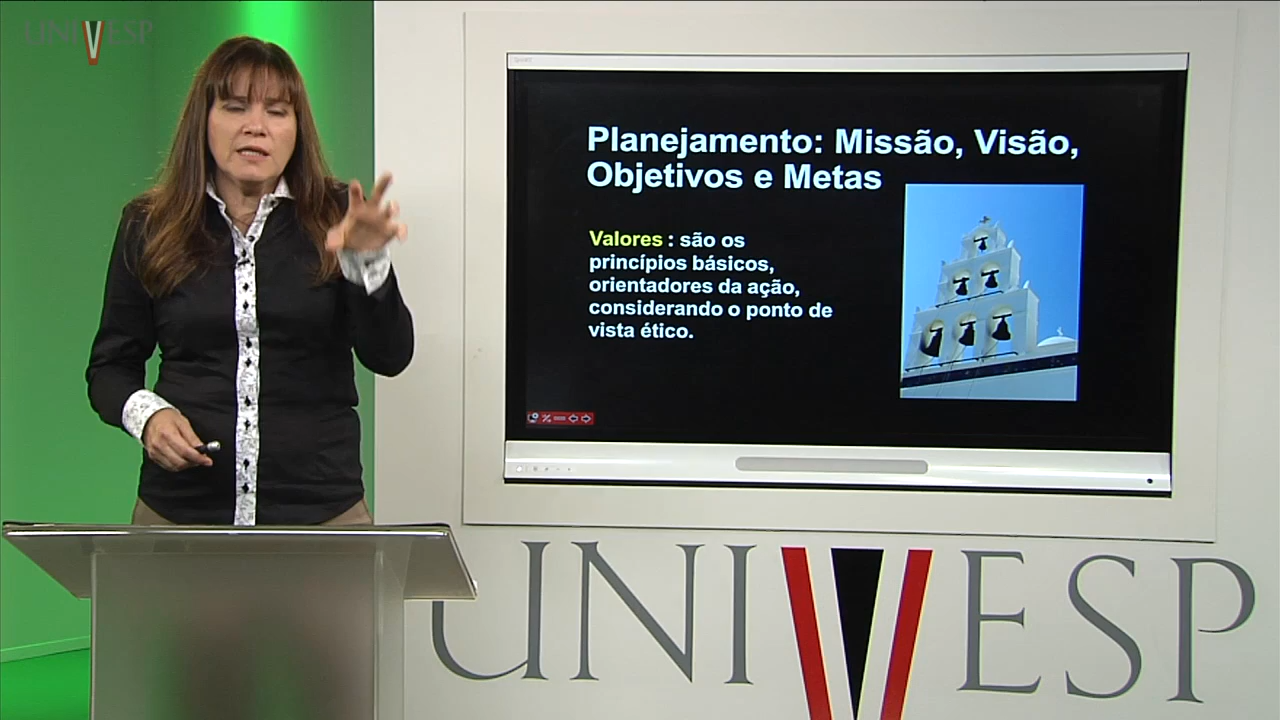 UNIVESP
Planejamento: Missão, Visão,
Objetivos e Metas
Valores : são os
princípios básicos,
orientadores da ação,
considerando o ponto de
vista ético.
UNIVESP